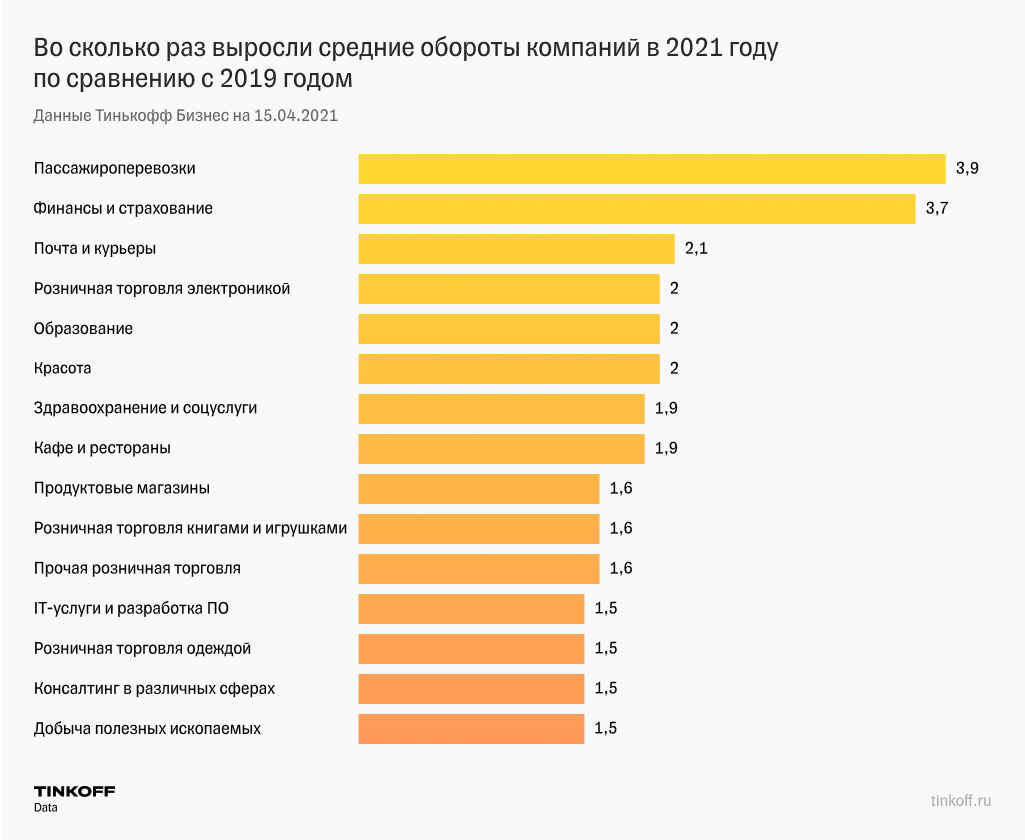 Во сколько раз выросли средние обороты компаний в 2021 году
по сравнению с 2019 годом
Данные Тинькофф Бизнес на 15.04.2021
Пассажироперевозки 3,9
Финансы и страхование 3,7
Почта и курьеры 2,1
Розничная торговля электроникой 2
Образование 2
Красота 2
Здравоохранение и соцуслуги 1,9
Кафе и рестораны 1,9
Продуктовые магазины 1,6
Розничная торговля книгами и игрушками 1,6
Прочая розничная торговля 1,6
IT-услуги и разработка ПО 1,5
Розничная торговля одеждой 1,5
Консалтинг в различных сферах 1,5
Добыча полезных ископаемых 1,5
TINKOFF
Data
tinkoff.ru